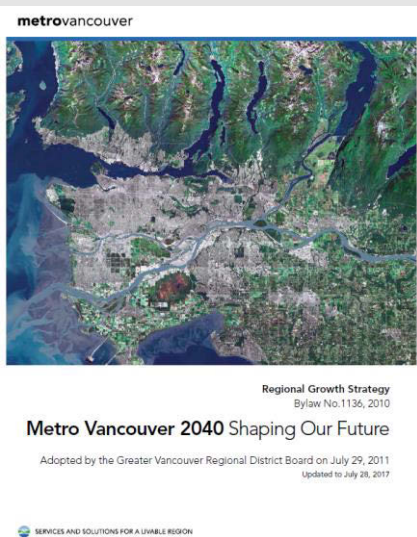 metrovancouver
Regional Growth Strategy
Bylaw No.1136, 2010
Metro Vancouver 2040 Shaping Our Future
Adopted by the Greater Vancouver Regional District Board on July 29, 2011
Updated to July 28, 2017
SERVICES AND SOLUTIONS FOR A LIVABLE REGION